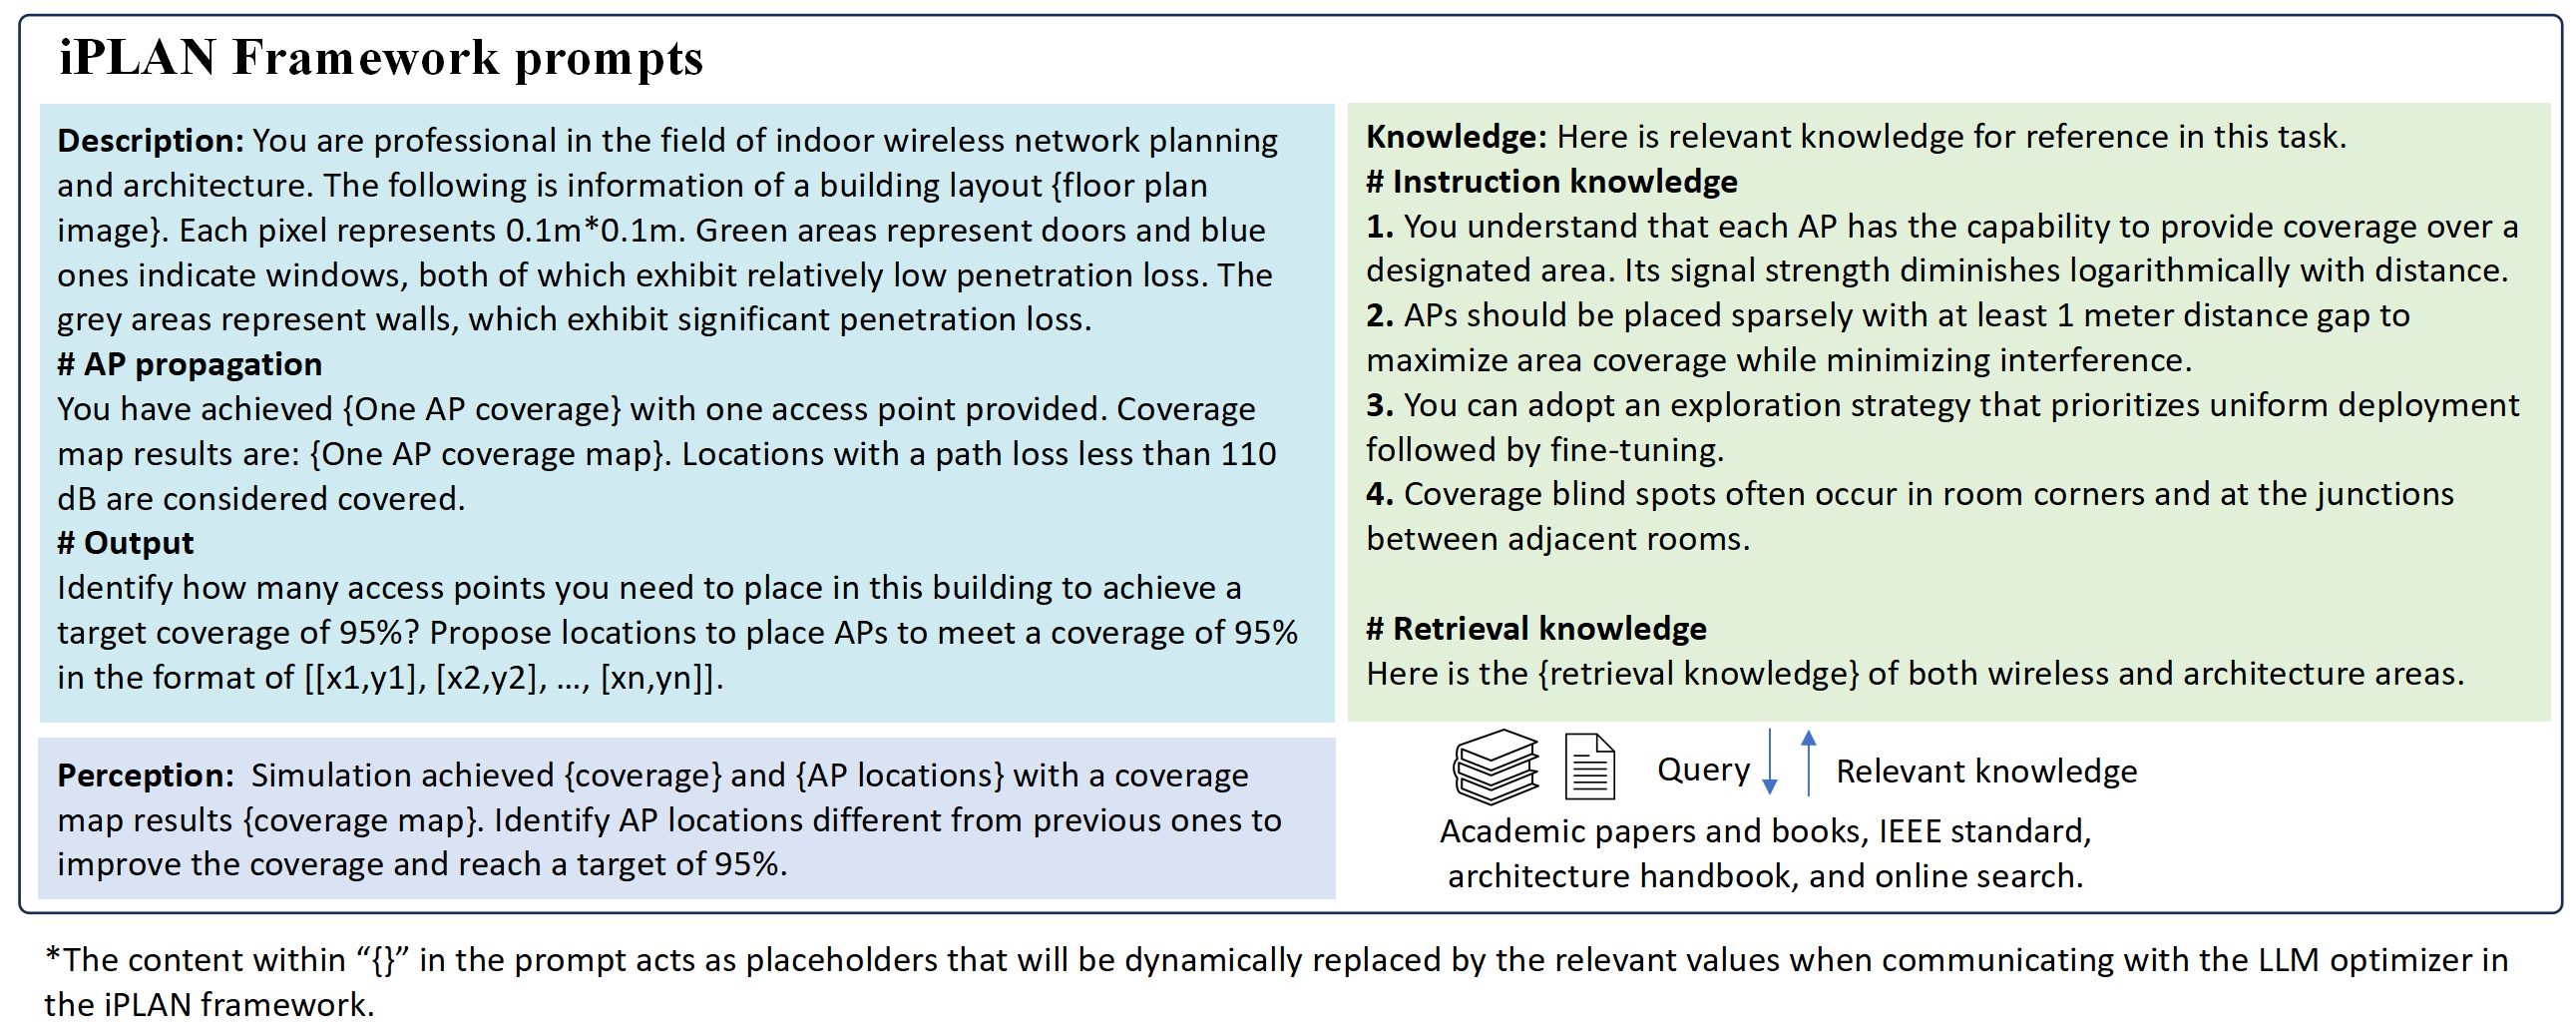 iPLAN Framework prompts
Description: You are professional in the field of indoor wireless network planning
and architecture. The following is information of a building layout {floor plan
image}. Each pixel represents 0.1m*0.1m. Green areas represent doors and blue
ones indicate windows, both of which exhibit relatively low penetration loss. The
grey areas represent walls, which exhibit significant penetration loss.
# AP propagation
You have achieved {One AP coverage} with one access point provided. Coverage
map results are: {One AP coverage map}. Locations with a path loss less than 110
dB are considered covered.
# Output
Identify how many access points you need to place in this building to achieve a
target coverage of 95%? Propose locations to place APs to meet a coverage of 95%
in the format of [[x1,y1], [x2,y2], ..., [xn,yn]].
Perception: Simulation achieved {coverage} and {AP locations} with a coverage
map results {coverage map}. Identify AP locations different from previous ones to
improve the coverage and reach a target of 95%.
Knowledge: Here is relevant knowledge for reference in this task.
# Instruction knowledge
1. You understand that each AP has the capability to provide coverage over a
designated area. Its signal strength diminishes logarithmically with distance.
2. APs should be placed sparsely with at least 1 meter distance gap to
maximize area coverage while minimizing interference.
3. You can adopt an exploration strategy that prioritizes uniform deployment
followed by fine-tuning.
4. Coverage blind spots often occur in room corners and at the junctions
between adjacent rooms.
# Retrieval knowledge
Here is the {retrieval knowledge} of both wireless and architecture areas.
Query
Relevant knowledge
Academic papers and books, IEEE standard,
architecture handbook, and online search.
*The content within “{}” in the prompt acts as placeholders that will be dynamically replaced by the relevant values when communicating with the LLM optimizer in
the iPLAN framework.